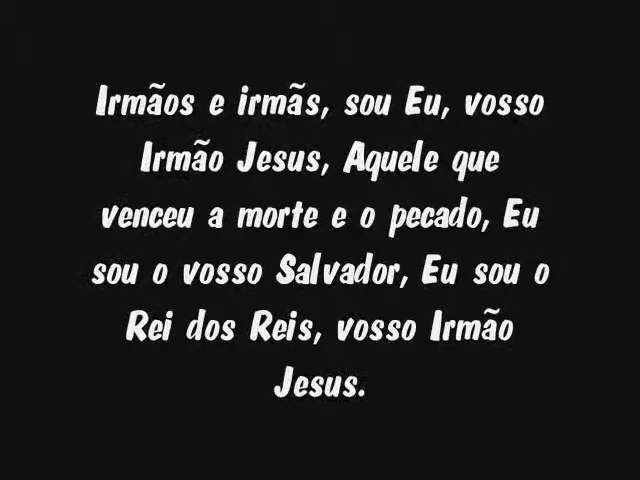 Irmãos e irmãs, sou Eu, vosso
Irmão Jesus, Aquele que
venceu a morte e o pecado, Eu
sou o vosso Salvador, Eu sou o
Rei dos Reis, vosso Irmão
Jesus.